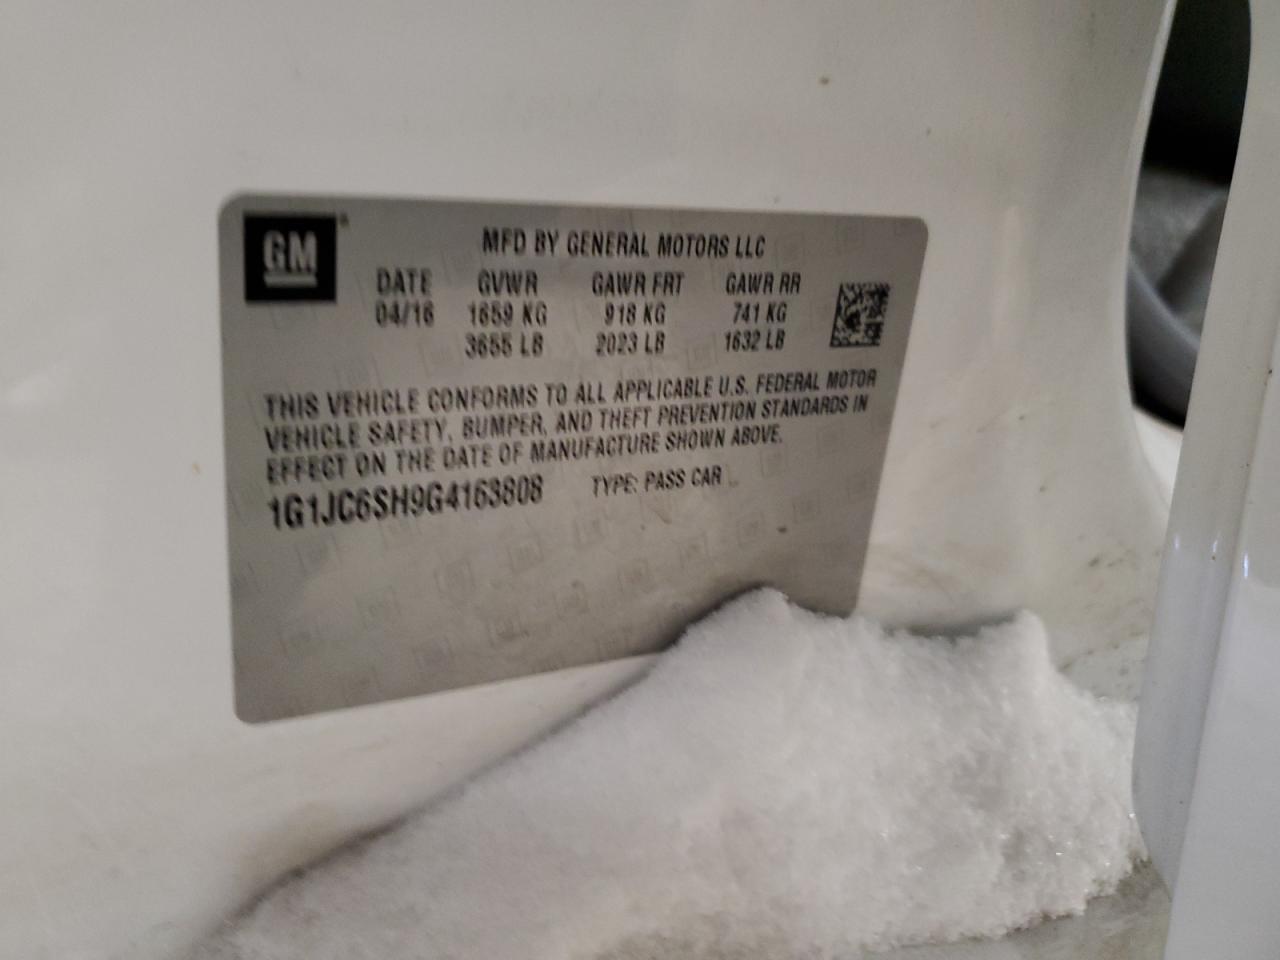 GM
MFD BY GENERAL MOTORS LLC
DATE GVWR GAWR FRT GAWR RR
04/16 1659 KG 918 KG 741 KG
3655 LB 2023 LB 1632 LB
THIS VEHICLE CONFORMS TO ALL APPLICABLE U.S. FEDERAL MOTOR
VEHICLE SAFETY, BUMPER, AND THEFT PREVENTION STANDARDS IN
EFFECT ON THE DATE OF MANUFACTURE SHOWN ABOVE.
1G1JC6SH9G4163808 TYPE: PASS CAR